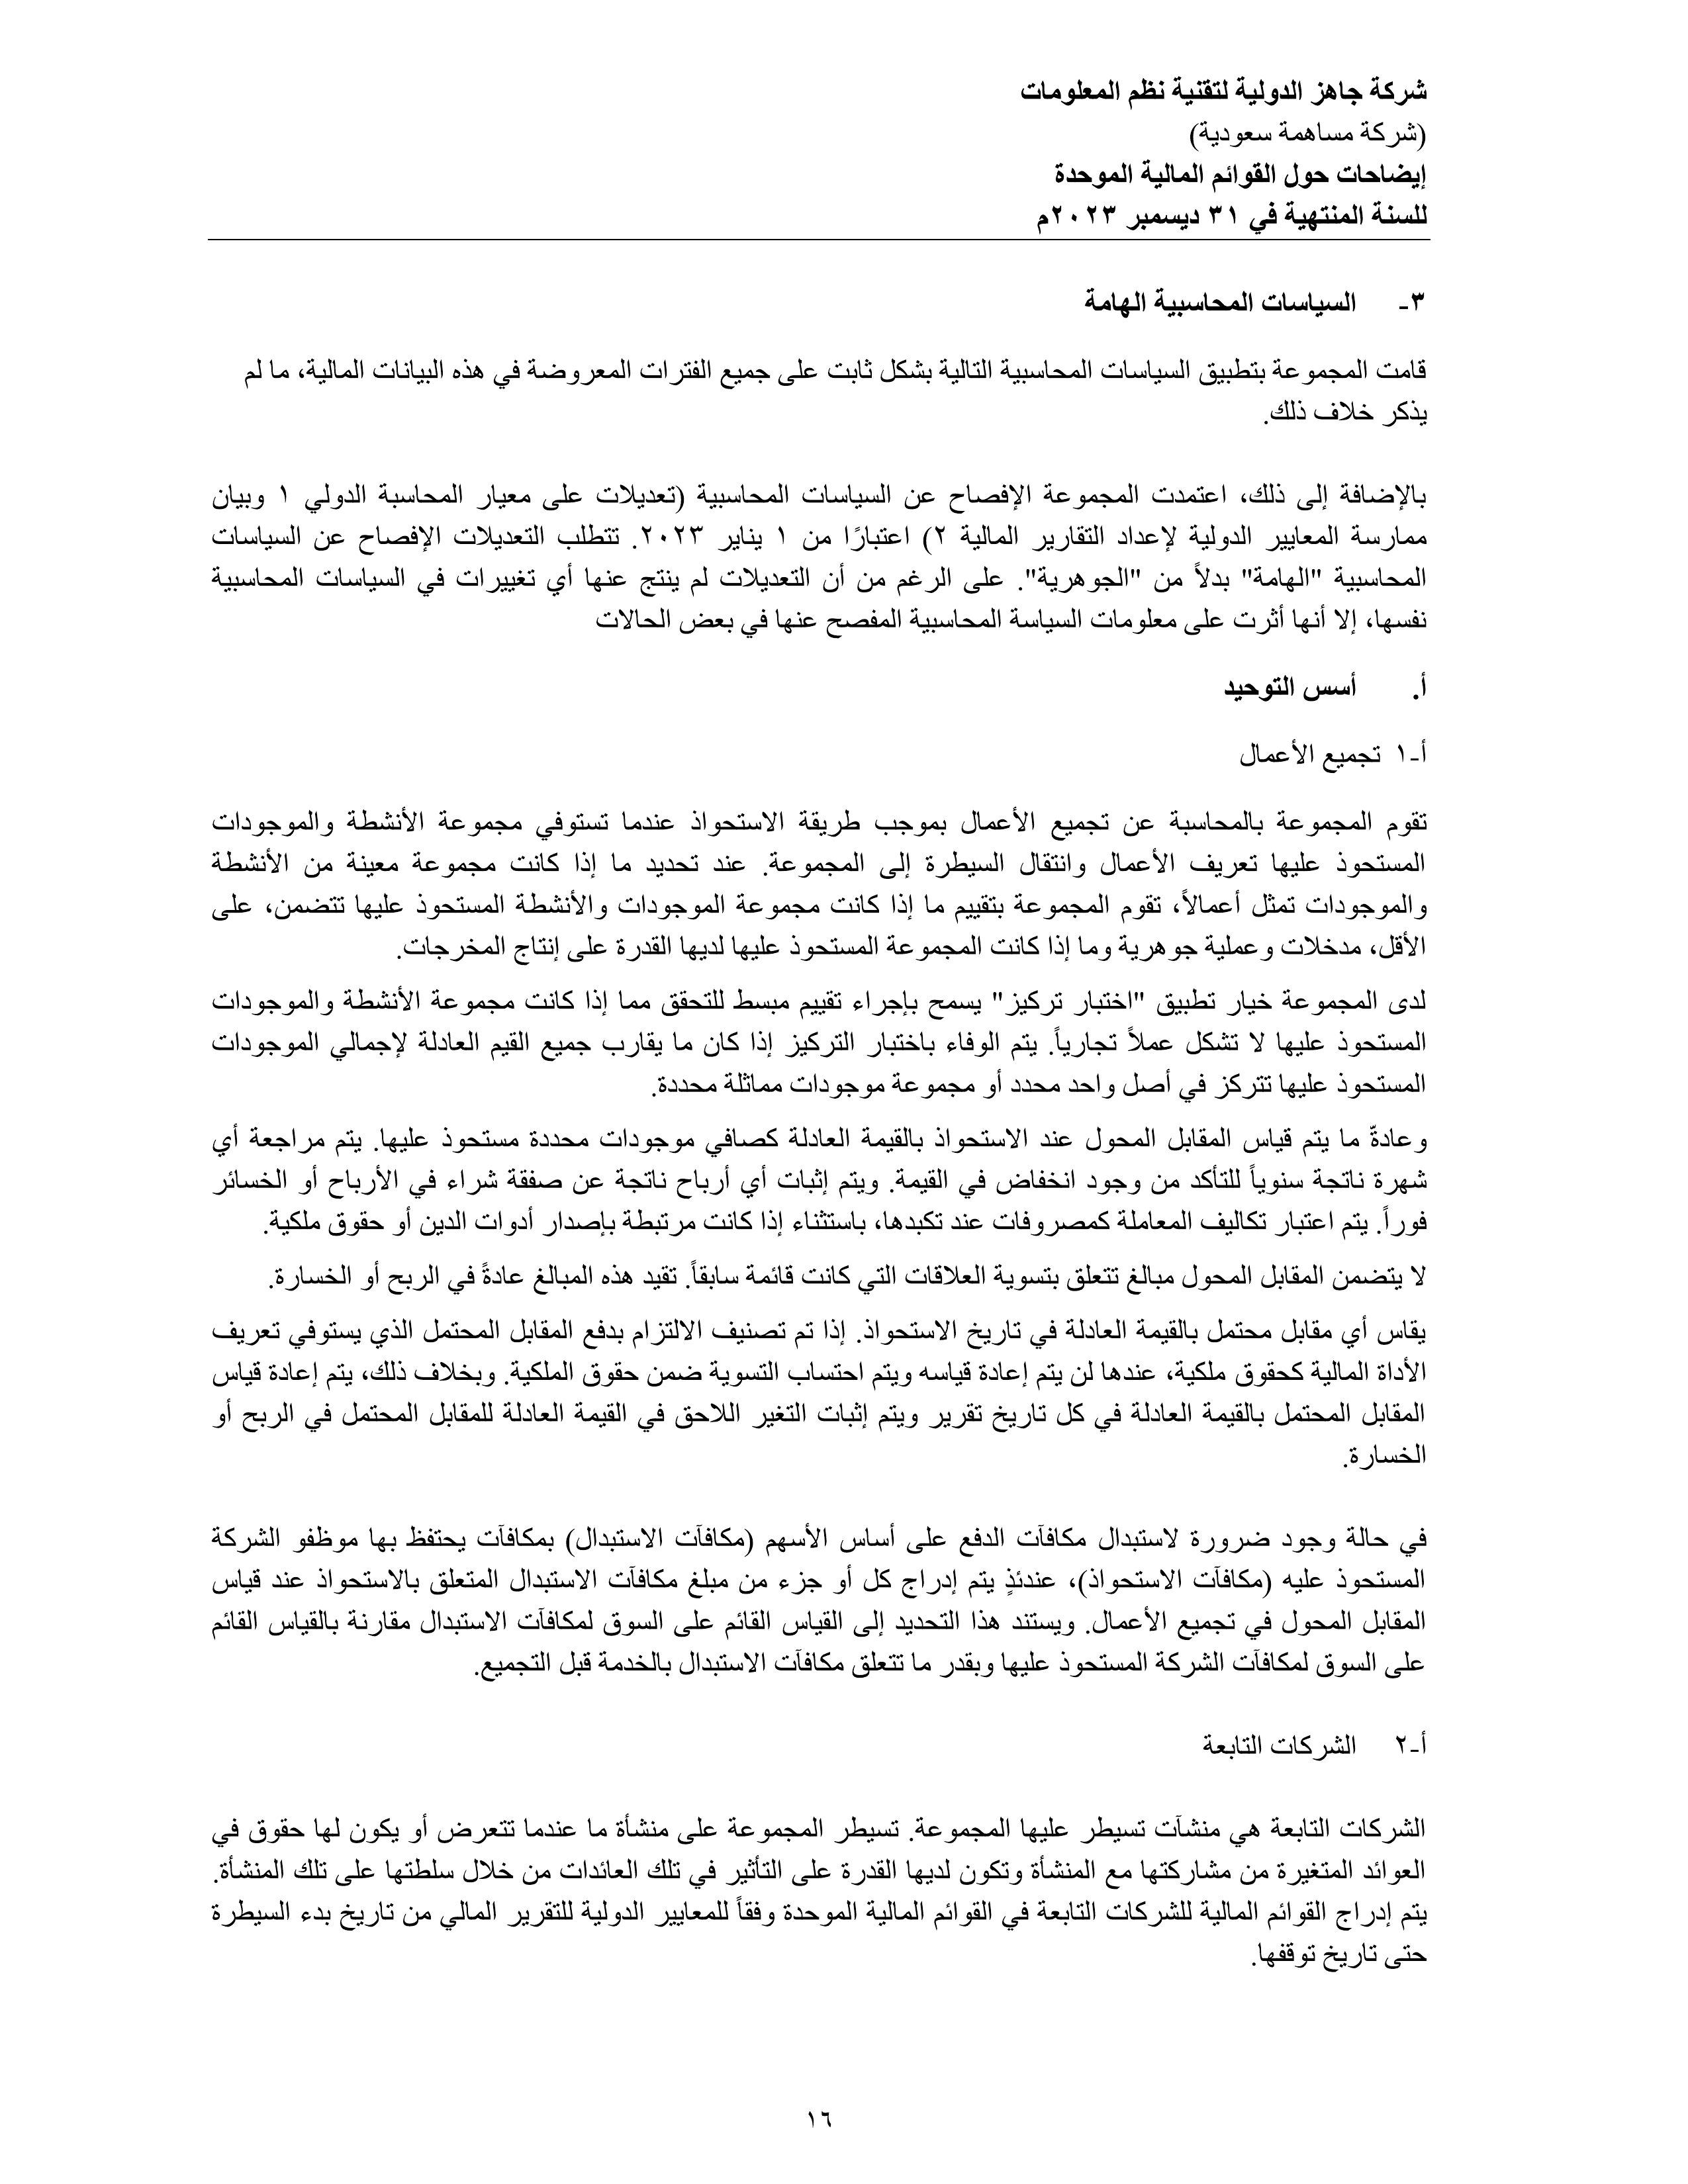 شركة جاهز الدولية لتقنية نظم المعلومات
(شركة مساهمة سعودية)
إيضاحات حول القوائم المالية الموحدة
للسنة المنتهية في ٣١ ديسمبر ٢٠٢٣م
٣- السياسات المحاسبية الهامة
قامت المجموعة بتطبيق السياسات المحاسبية التالية بشكل ثابت على جميع الفترات المعروضة في هذه البيانات المالية، ما لم
يذكر خلاف ذلك.
بالإضافة إلى ذلك، اعتمدت المجموعة الإفصاح عن السياسات المحاسبية (تعديلات على معيار المحاسبة الدولي ١ وبيان
ممارسة المعايير الدولية لإعداد التقارير المالية ٢) اعتبارًا من ١ يناير ٢٠٢٣. تتطلب التعديلات الإفصاح عن السياسات
المحاسبية "الهامة" بدلاً من "الجوهرية". على الرغم من أن التعديلات لم ينتج عنها أي تغييرات في السياسات المحاسبية
نفسها، إلا أنها أثرت على معلومات السياسة المحاسبية المفصح عنها في بعض الحالات
أ. أسس التوحيد
أ-١ تجميع الأعمال
تقوم المجموعة بالمحاسبة عن تجميع الأعمال بموجب طريقة الاستحواذ عندما تستوفي مجموعة الأنشطة والموجودات
المستحوذ عليها تعريف الأعمال وانتقال السيطرة إلى المجموعة. عند تحديد ما إذا كانت مجموعة معينة من الأنشطة
والموجودات تمثل أعمالاً، تقوم المجموعة بتقييم ما إذا كانت مجموعة الموجودات والأنشطة المستحوذ عليها تتضمن، على
الأقل، مدخلات وعملية جوهرية وما إذا كانت المجموعة المستحوذ عليها لديها القدرة على إنتاج المخرجات.
لدى المجموعة خيار تطبيق "اختبار تركيز" يسمح بإجراء تقييم مبسط للتحقق مما إذا كانت مجموعة الأنشطة والموجودات
المستحوذ عليها لا تشكل عملاً تجارياً. يتم الوفاء باختبار التركيز إذا كان ما يقارب جميع القيم العادلة لإجمالي الموجودات
المستحوذ عليها تتركز في أصل واحد محدد أو مجموعة موجودات مماثلة محددة.
وعادةّ ما يتم قياس المقابل المحول عند الاستحواذ بالقيمة العادلة كصافي موجودات محددة مستحوذ عليها. يتم مراجعة أي
شهرة ناتجة سنوياً للتأكد من وجود انخفاض في القيمة. ويتم إثبات أي أرباح ناتجة عن صفقة شراء في الأرباح أو الخسائر
فوراً. يتم اعتبار تكاليف المعاملة كمصروفات عند تكبدها، باستثناء إذا كانت مرتبطة بإصدار أدوات الدين أو حقوق ملكية.
لا يتضمن المقابل المحول مبالغ تتعلق بتسوية العلاقات التي كانت قائمة سابقاً. تقيد هذه المبالغ عادةً في الربح أو الخسارة.
يقاس أي مقابل محتمل بالقيمة العادلة في تاريخ الاستحواذ. إذا تم تصنيف الالتزام بدفع المقابل المحتمل الذي يستوفي تعريف
الأداة المالية كحقوق ملكية، عندها لن يتم إعادة قياسه ويتم احتساب التسوية ضمن حقوق الملكية. وبخلاف ذلك، يتم إعادة قياس
المقابل المحتمل بالقيمة العادلة في كل تاريخ تقرير ويتم إثبات التغير اللاحق في القيمة العادلة للمقابل المحتمل في الربح أو
الخسارة.
في حالة وجود ضرورة لاستبدال مكافآت الدفع على أساس الأسهم (مكافآت الاستبدال) بمكافآت يحتفظ بها موظفو الشركة
المستحوذ عليه (مكافآت الاستحواذ)، عندئذٍ يتم إدراج كل أو جزء من مبلغ مكافآت الاستبدال المتعلق بالاستحواذ عند قياس
المقابل المحول في تجميع الأعمال. ويستند هذا التحديد إلى القياس القائم على السوق لمكافآت الاستبدال مقارنة بالقياس القائم
على السوق لمكافآت الشركة المستحوذ عليها وبقدر ما تتعلق مكافآت الاستبدال بالخدمة قبل التجميع.
أ-٢ الشركات التابعة
الشركات التابعة هي منشآت تسيطر عليها المجموعة. تسيطر المجموعة على منشأة ما عندما تتعرض أو يكون لها حقوق في
العوائد المتغيرة من مشاركتها مع المنشأة وتكون لديها القدرة على التأثير في تلك العائدات من خلال سلطتها على تلك المنشأة.
يتم إدراج القوائم المالية للشركات التابعة في القوائم المالية الموحدة وفقاً للمعايير الدولية للتقرير المالي من تاريخ بدء السيطرة
حتى تاريخ توقفها.
١٦